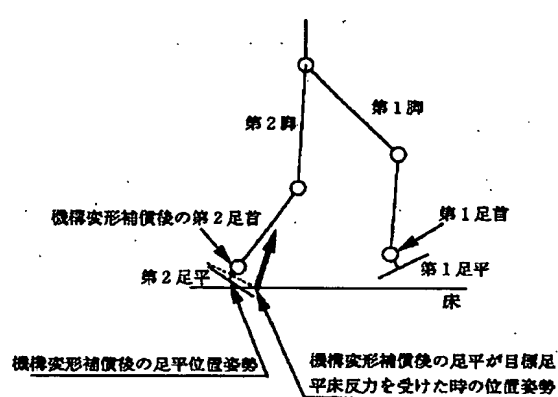 第2脚
第1脚
機構変形補償後の第2足首
第1足首
第2足平
第1足平
床
機構変形補償後の足平位置姿勢
機構変形補償後の足平が目標足
平床反力を受けた時の位置姿勢